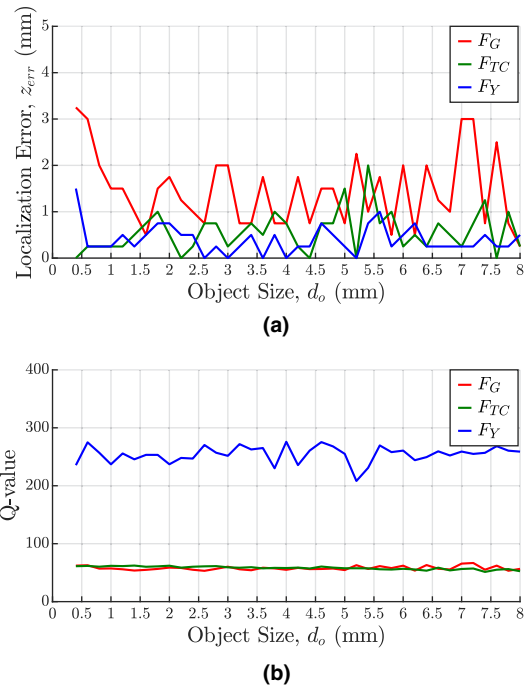 Localization Error, z_err (mm)
5
4
3
2
1
0
F_G
F_TC
F_Y
0 0.5 1 1.5 2 2.5 3 3.5 4 4.5 5 5.5 6 6.5 7 7.5 8
Object Size, d_o (mm)
(a)
Q-value
400
300
200
100
0
F_G
F_TC
F_Y
0 0.5 1 1.5 2 2.5 3 3.5 4 4.5 5 5.5 6 6.5 7 7.5 8
Object Size, d_o (mm)
(b)